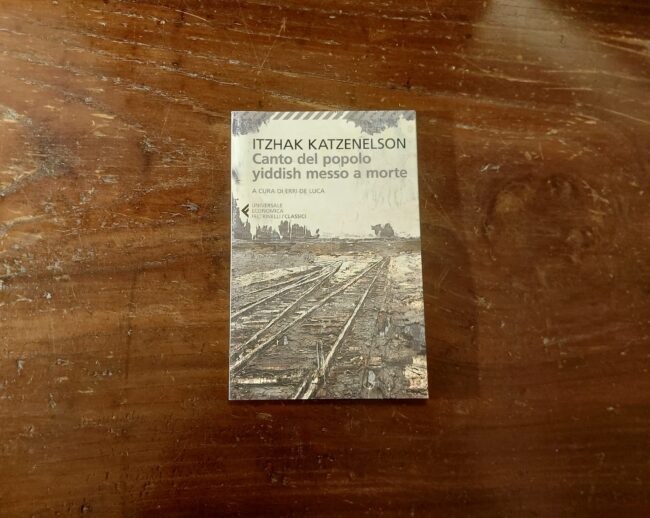 ITZHAK KATZENELSON
Canto del popolo
yiddish messo a morte
A CURA DI ERRI DE LUCA
UNIVERSALE
ECONOMICA
FELTRINELLI/CLASSICI